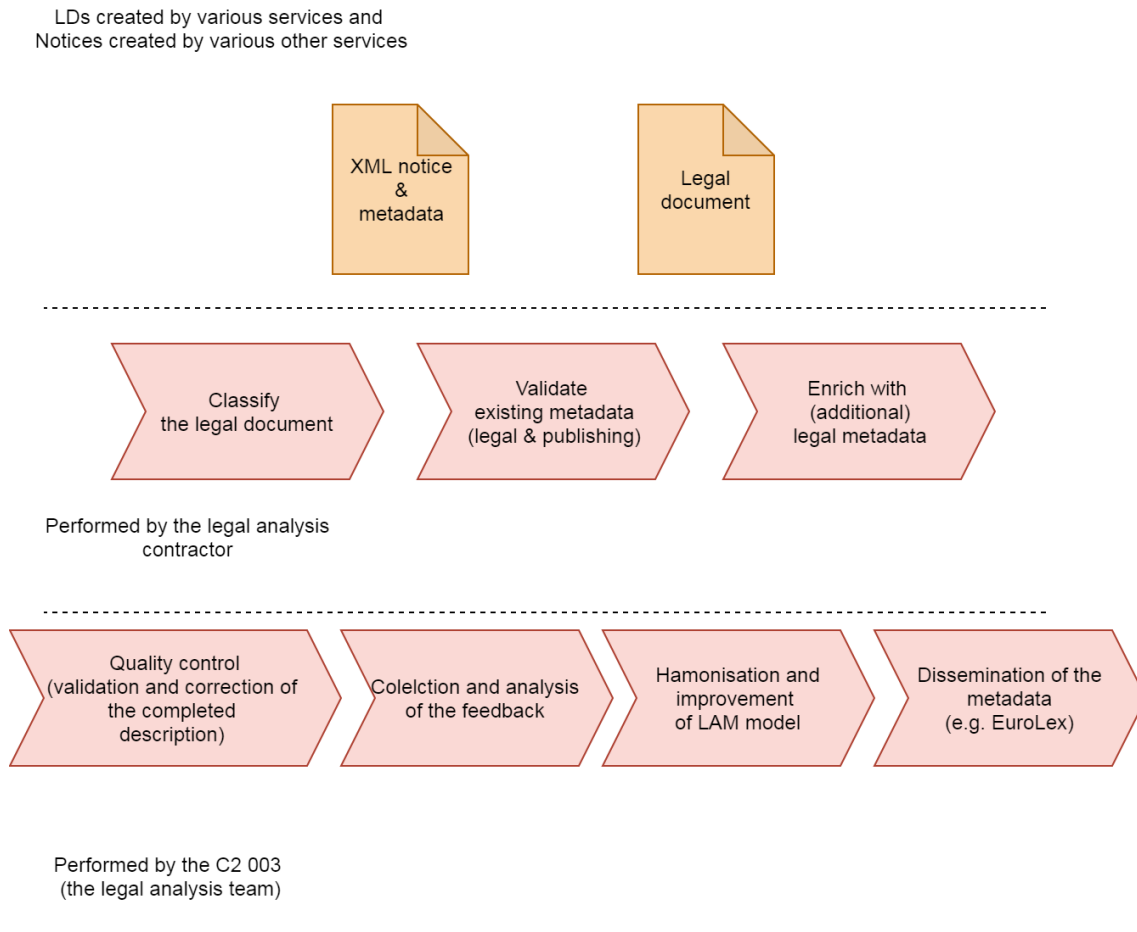 LDs created by various services and
Notices created by various other services
XML notice
&
metadata
Legal
document
Classify
the legal document
Validate
existing metadata
(legal & publishing)
Enrich with
(additional)
legal metadata
Performed by the legal analysis
contractor
Quality control
(validation and correction of
the completed
description)
Colelction and analysis
of the feedback
Hamonisation and
improvement
of LAM model
Dissemination of the
metadata
(e.g. EuroLex)
Performed by the C2 003
(the legal analysis team)